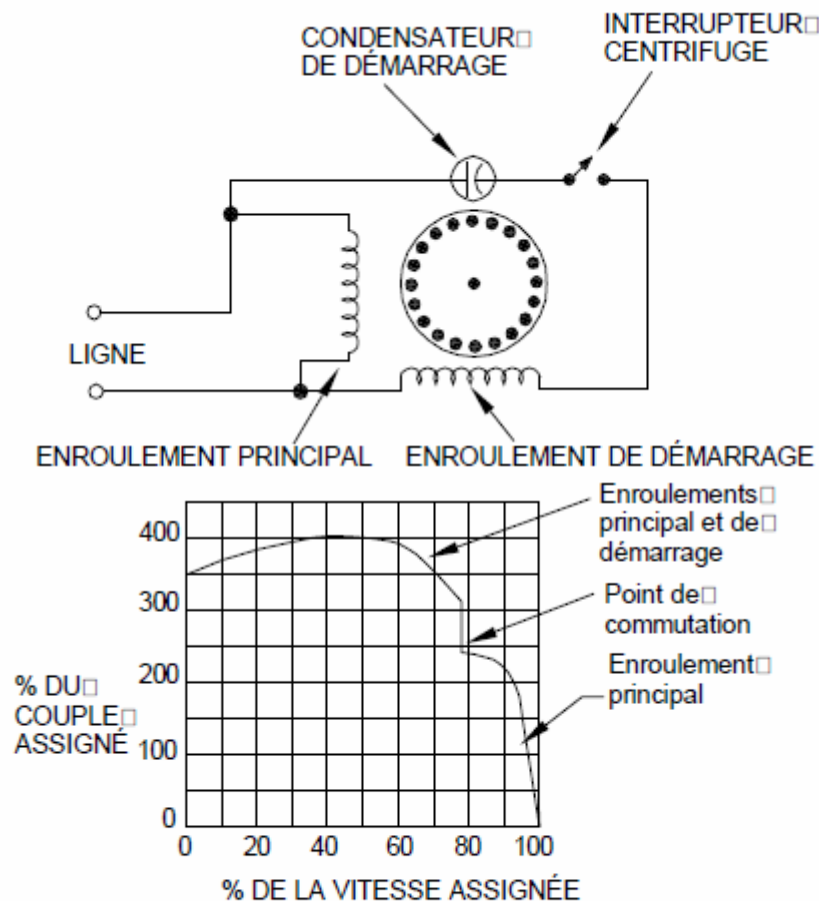 CONDENSATEUR□
DE DÉMARRAGE
INTERRUPTEUR□
CENTRIFUGE
LIGNE
ENROULEMENT PRINCIPAL
ENROULEMENT DE DÉMARRAGE
Enroulements□
principal et de□
démarrage
Point de□
commutation
Enroulement□
principal
% DU□
COUPLE□
ASSIGNÉ
400
300
200
100
0
0 20 40 60 80 100
% DE LA VITESSE ASSIGNÉE